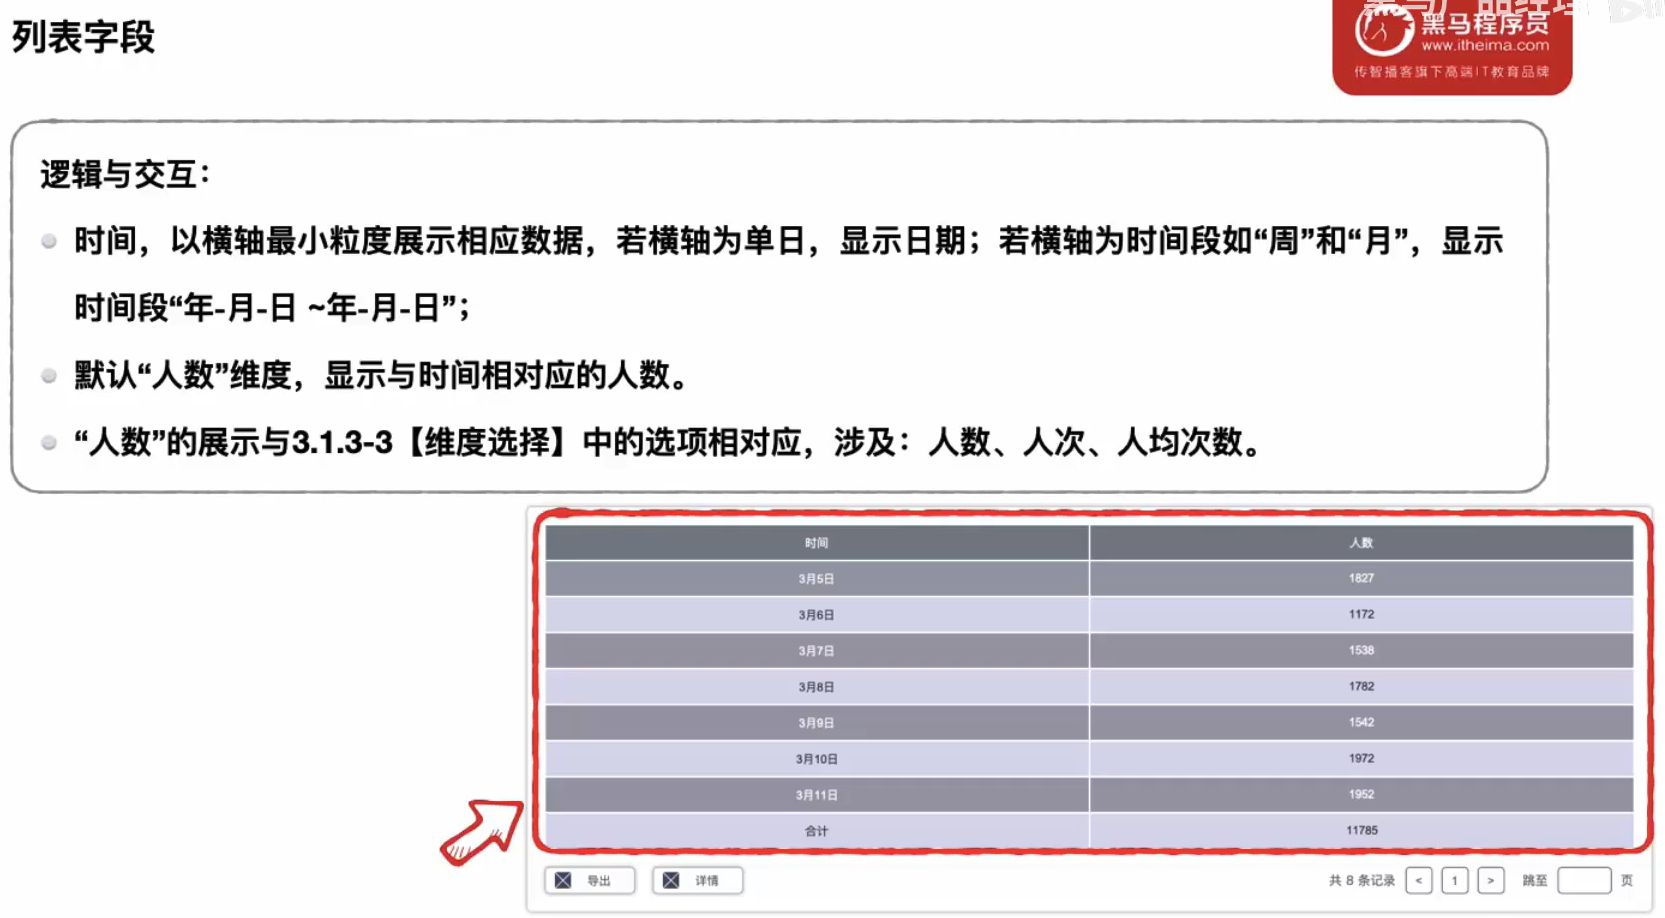 列表字段
黑马程序员
www.itheima.com
传智播客旗下高端IT教育品牌
逻辑与交互：
时间，以横轴最小粒度展示相应数据，若横轴为单日，显示日期；若横轴为时间段如“周”和“月”，显示
时间段“年-月-日 ~年-月-日”；
默认“人数”维度，显示与时间相对应的人数。
“人数”的展示与3.1.3-3【维度选择】中的选项相对应，涉及：人数、人次、人均次数。
时间 人数
3月5日 1827
3月6日 1172
3月7日 1538
3月8日 1782
3月9日 1542
3月10日 1972
3月11日 1952
合计 11785
导出 详情 共 8 条记录 < 1 > 跳至 页